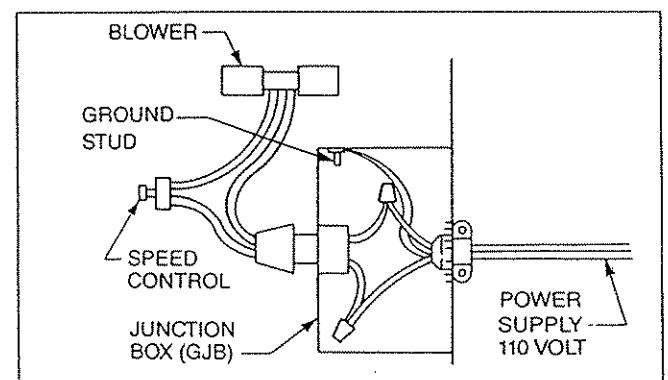 BLOWER
GROUND
STUD
SPEED
CONTROL
JUNCTION
BOX (GJB)
POWER
SUPPLY
110 VOLT